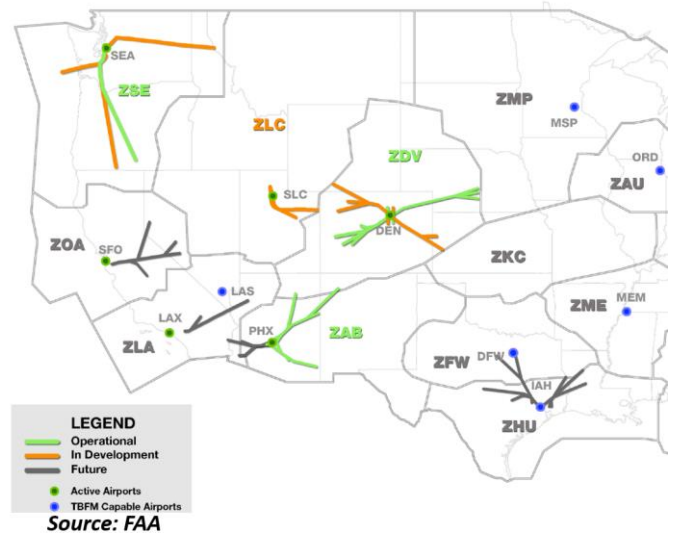 SEA
ZSE
ZLC
ZMP
MSP
ORD
ZAU
ZDV
SLC
DEN
ZOA
SFO
ZKC
LAS
ZME
MEM
LAX
PHX
ZLA
ZAB
ZFW
DFW
IAH
ZHU
LEGEND
Operational
In Development
Future
Active Airports
TBFM Capable Airports
Source: FAA